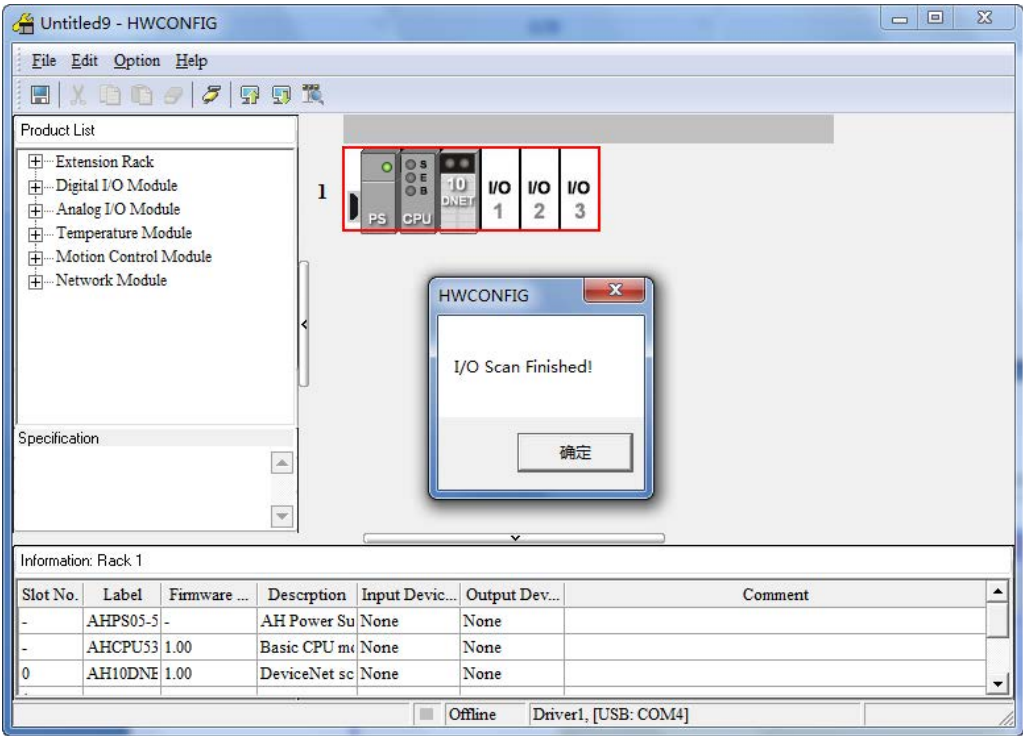 Untitled9 - HWCONFIG
File Edit Option Help
Product List
Extension Rack
Digital I/O Module
Analog I/O Module
Temperature Module
Motion Control Module
Network Module
Specification
1
PS
CPU
S
E
B
10
DNET
I/O
1
I/O
2
I/O
3
HWCONFIG
I/O Scan Finished!
确定
Information: Rack 1
Slot No. Label Firmware ... Descrption Input Devic... Output Dev... Comment
- AHPS05-5 - AH Power Su None None
- AHCPU53 1.00 Basic CPU mo None None
0 AH10DNE 1.00 DeviceNet sc None None
Offline Driver1, [USB: COM4]